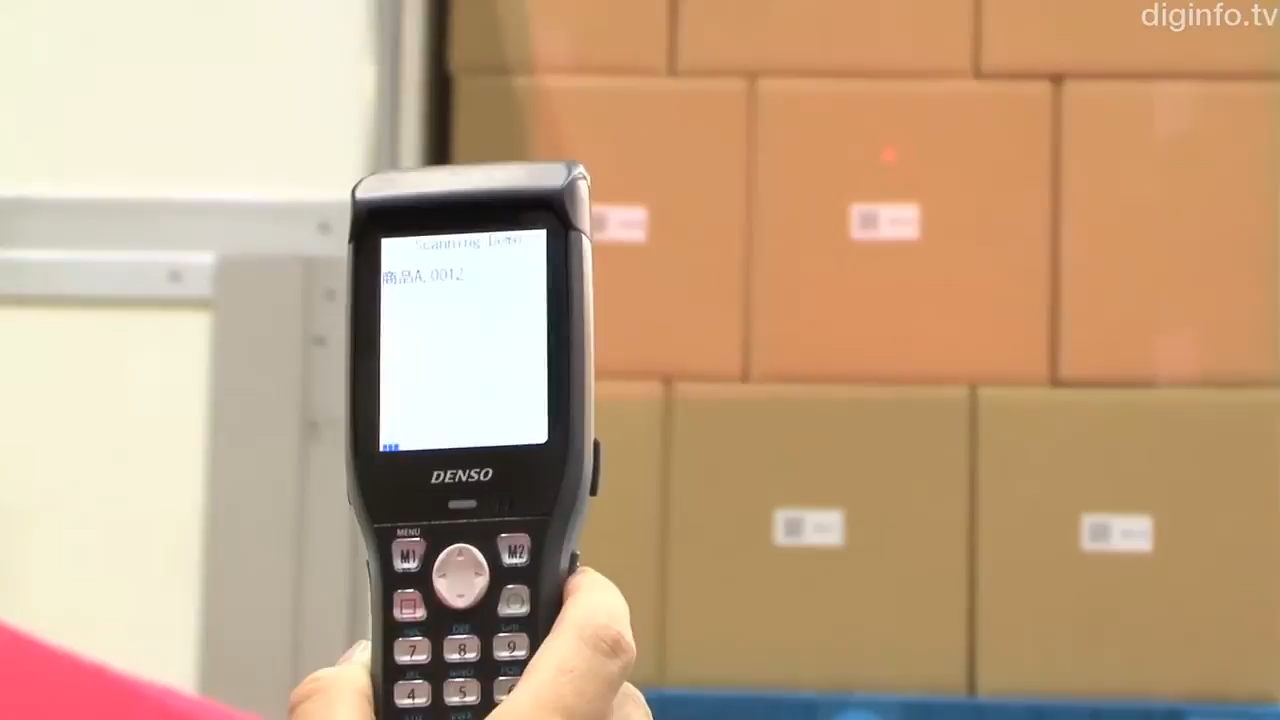 diginfo.tv
Scanning Demo
商品A,0012
DENSO
MENU
M1
M2
7
8
9
4
5